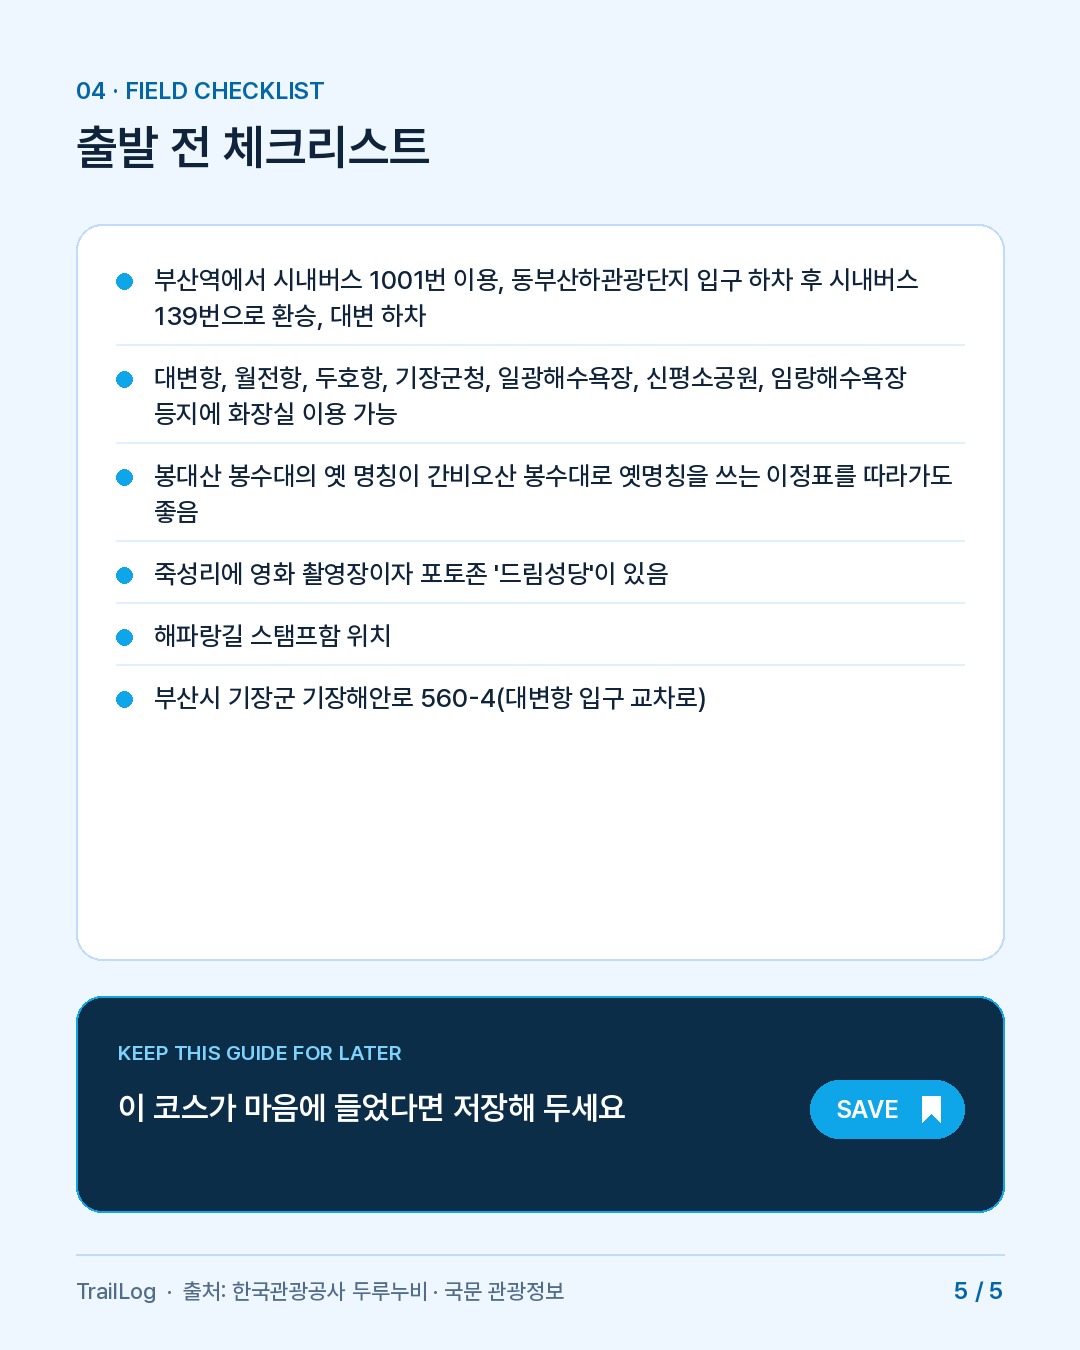 04 · FIELD CHECKLIST
출발 전 체크리스트
부산역에서 시내버스 1001번 이용, 동부산하관광단지 입구 하차 후 시내버스
139번으로 환승, 대변 하차
대변항, 월전항, 두호항, 기장군청, 일광해수욕장, 신평소공원, 임랑해수욕장
등지에 화장실 이용 가능
봉대산 봉수대의 옛 명칭이 간비오산 봉수대로 옛명칭을 쓰는 이정표를 따라가도
좋음
죽성리에 영화 촬영장이자 포토존 '드림성당'이 있음
해파랑길 스탬프함 위치
부산시 기장군 기장해안로 560-4(대변항 입구 교차로)
KEEP THIS GUIDE FOR LATER
이 코스가 마음에 들었다면 저장해 두세요
SAVE
TrailLog · 출처: 한국관광공사 두루누비 · 국문 관광정보
5 / 5